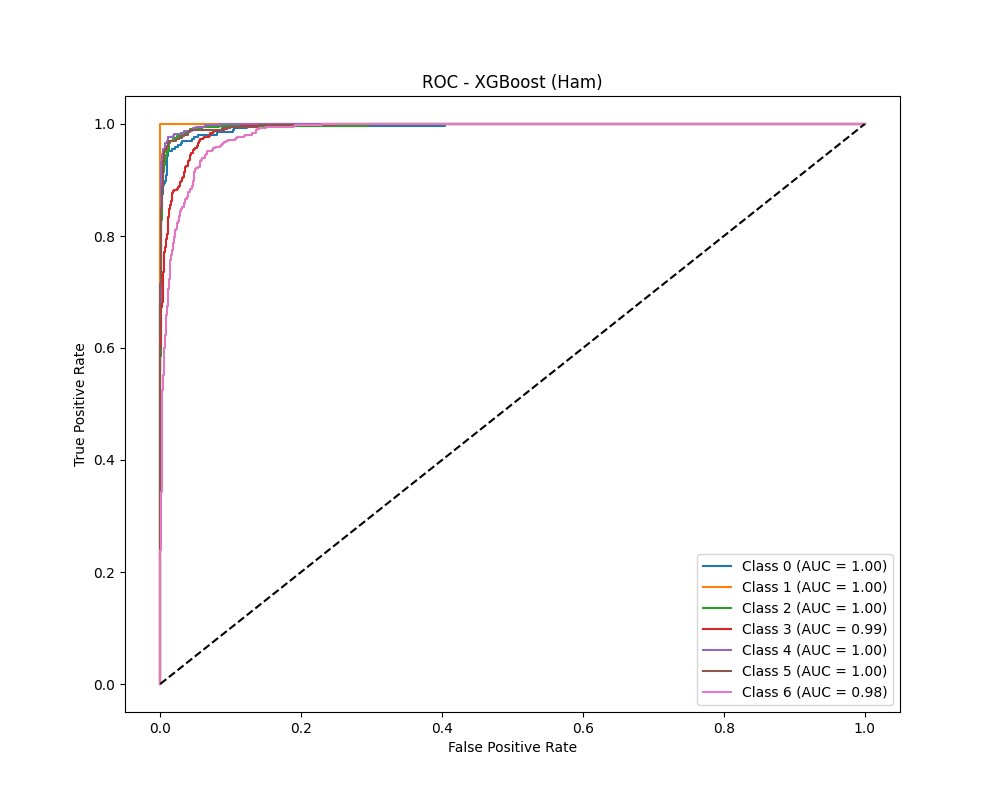 ROC - XGBoost (Ham)
True Positive Rate
1.0
0.8
0.6
0.4
0.2
0.0
0.0 0.2 0.4 0.6 0.8 1.0
False Positive Rate
Class 0 (AUC = 1.00)
Class 1 (AUC = 1.00)
Class 2 (AUC = 1.00)
Class 3 (AUC = 0.99)
Class 4 (AUC = 1.00)
Class 5 (AUC = 1.00)
Class 6 (AUC = 0.98)